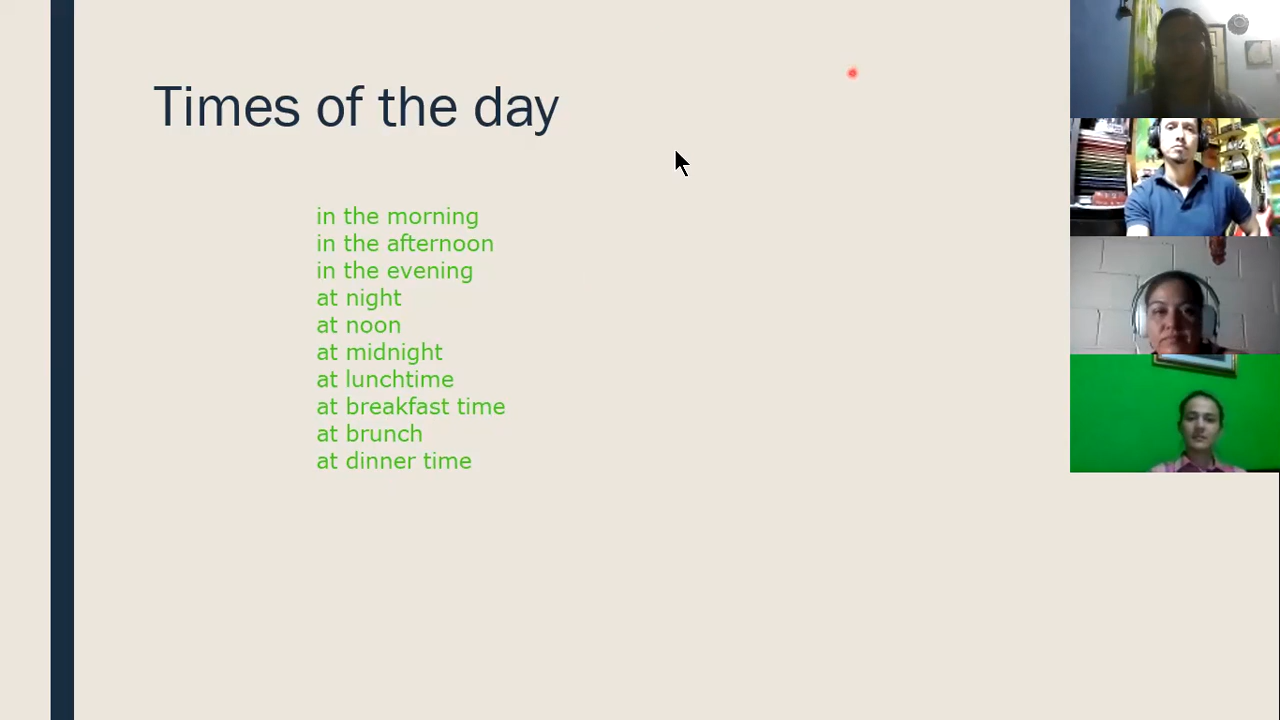 Times of the day
in the morning
in the afternoon
in the evening
at night
at noon
at midnight
at lunchtime
at breakfast time
at brunch
at dinner time